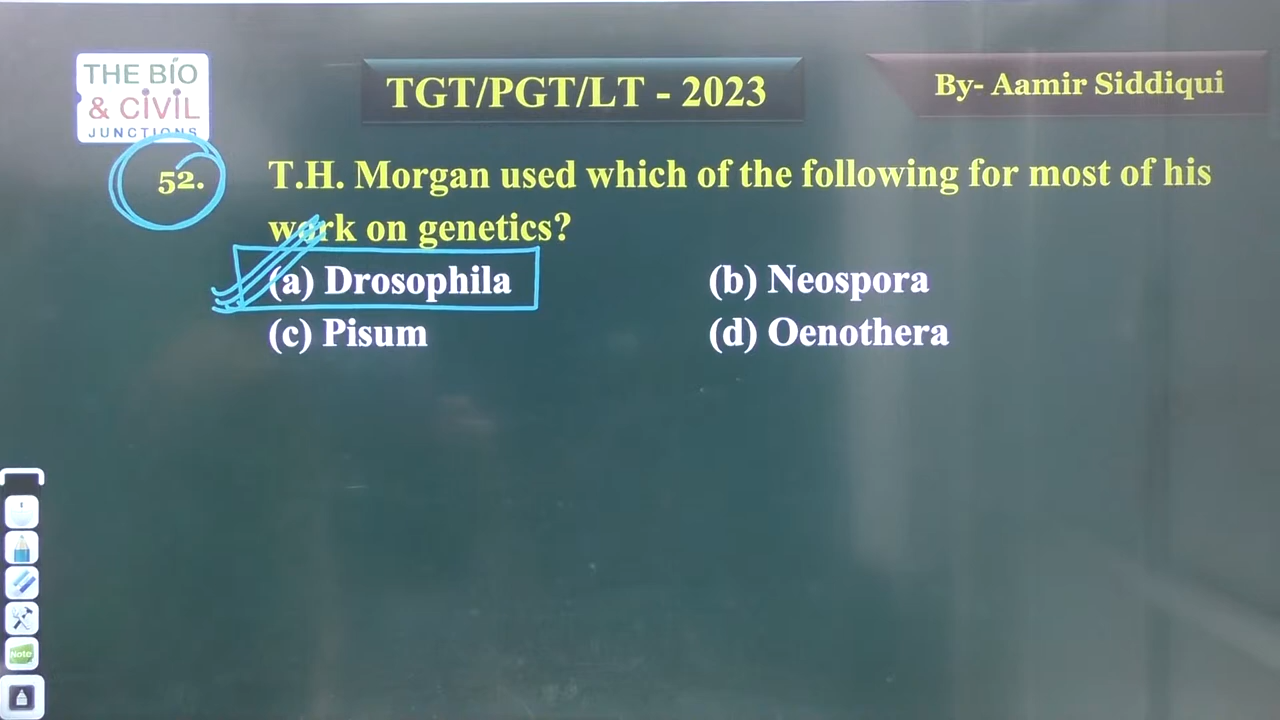 THE BIO
& CIVIL
JUNCTIONS
TGT/PGT/LT - 2023
By- Aamir Siddiqui
52. T.H. Morgan used which of the following for most of his
work on genetics?
(a) Drosophila
(b) Neospora
(c) Pisum
(d) Oenothera
Note